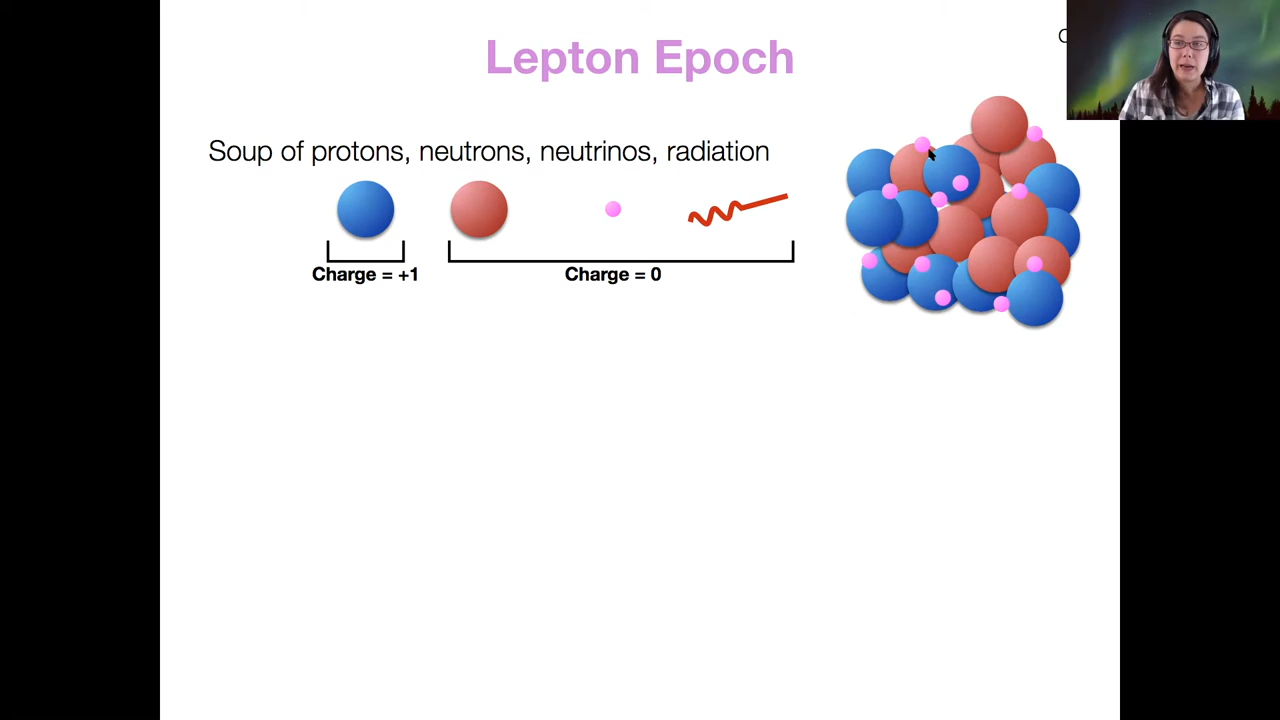 Lepton Epoch
Soup of protons, neutrons, neutrinos, radiation
Charge = +1
Charge = 0